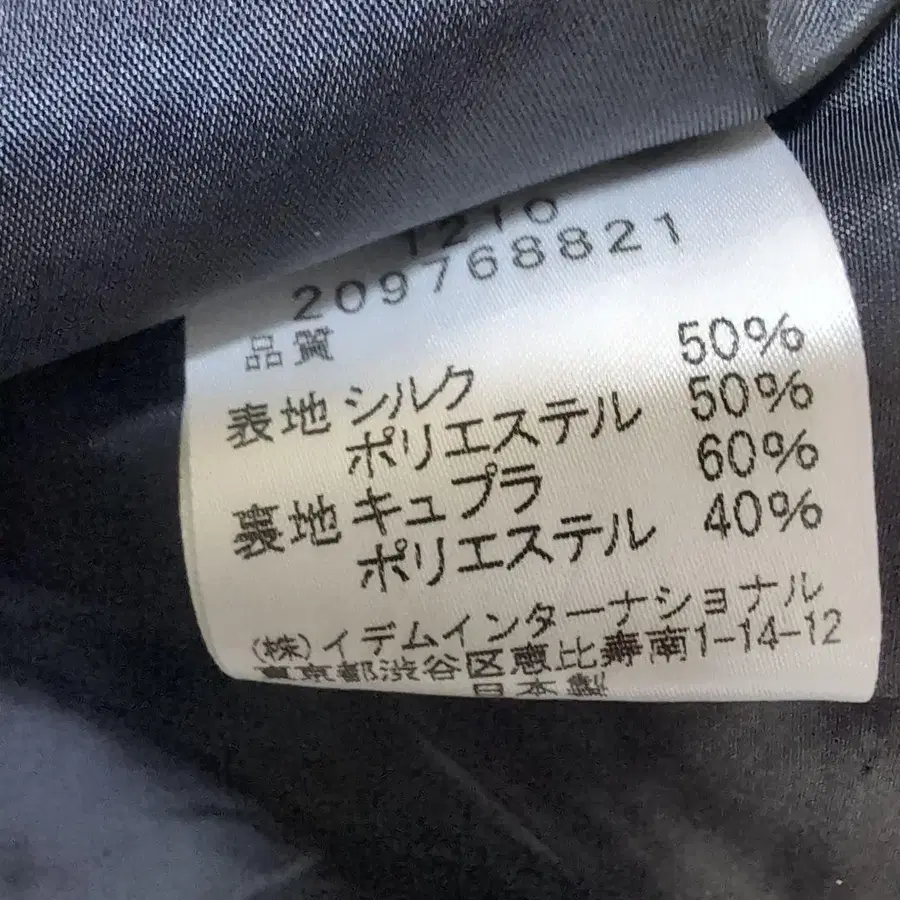 1210
209768821
品質
表地 シルク 50%
ポリエステル 50%
裏地 キュプラ 60%
ポリエステル 40%
(株)イデムインターナショナル
東京都渋谷区恵比寿南1-14-12
日本製